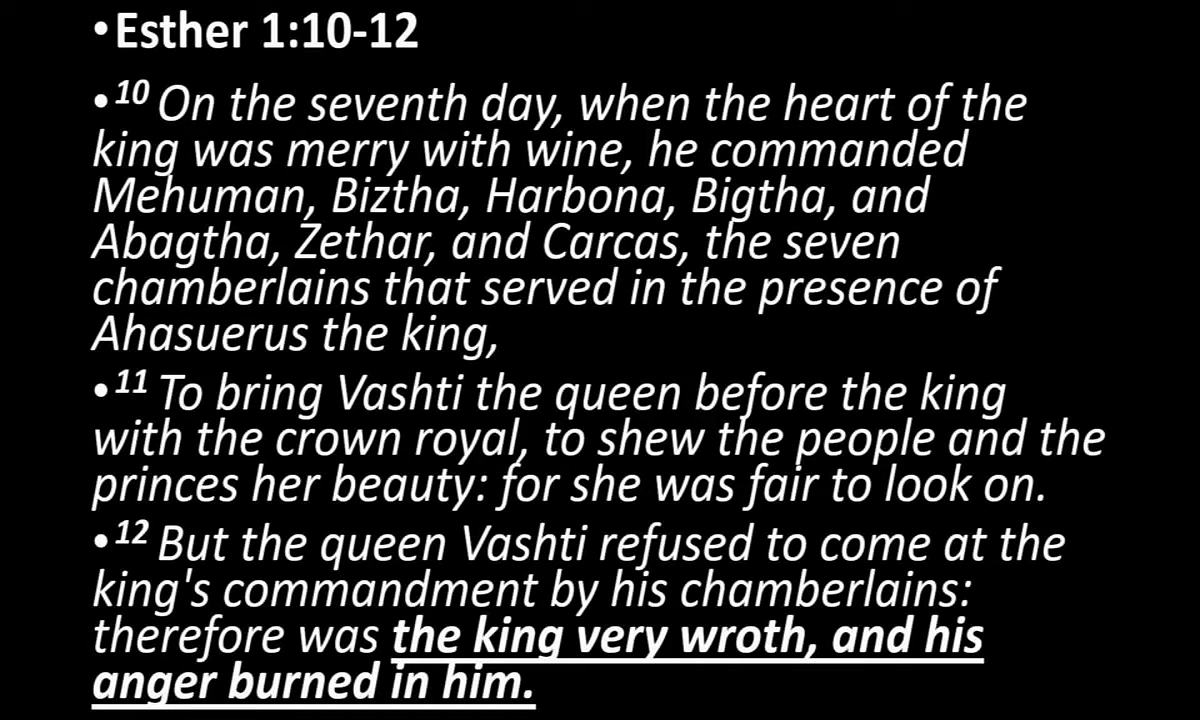 •Esther 1:10-12
•10 On the seventh day, when the heart of the
king was merry with wine, he commanded
Mehuman, Biztha, Harbona, Bigtha, and
Abagtha, Zethar, and Carcas, the seven
chamberlains that served in the presence of
Ahasuerus the king,
•11 To bring Vashti the queen before the king
with the crown royal, to shew the people and the
princes her beauty: for she was fair to look on.
•12 But the queen Vashti refused to come at the
king's commandment by his chamberlains:
therefore was the king very wroth, and his
anger burned in him.